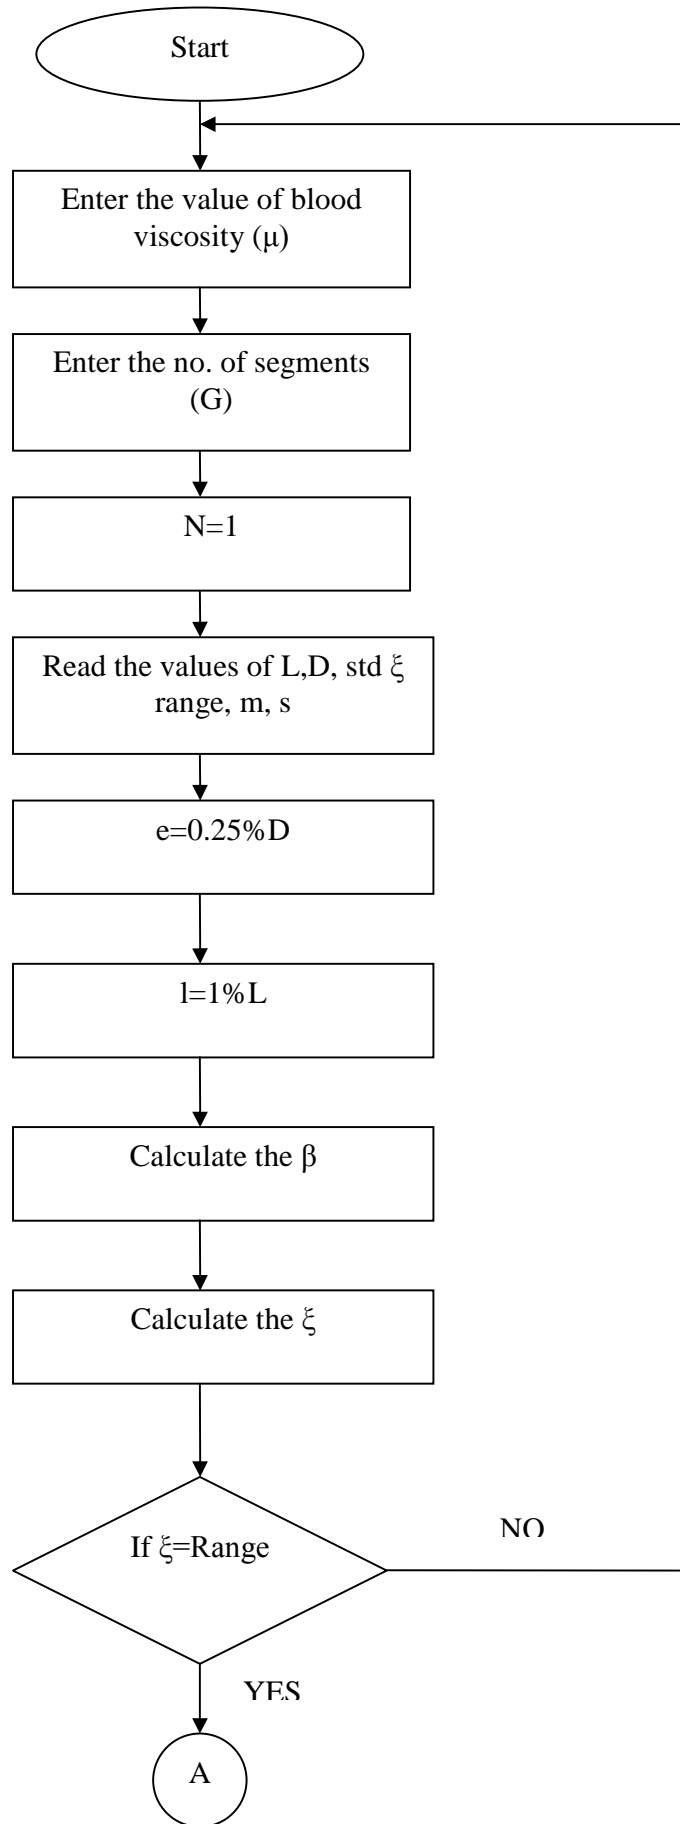 Start
Enter the value of blood
viscosity (μ)
Enter the no. of segments
(G)
N=1
Read the values of L,D, std ξ
range, m, s
e=0.25%D
l=1%L
Calculate the β
Calculate the ξ
If ξ=Range
NO
YES
A